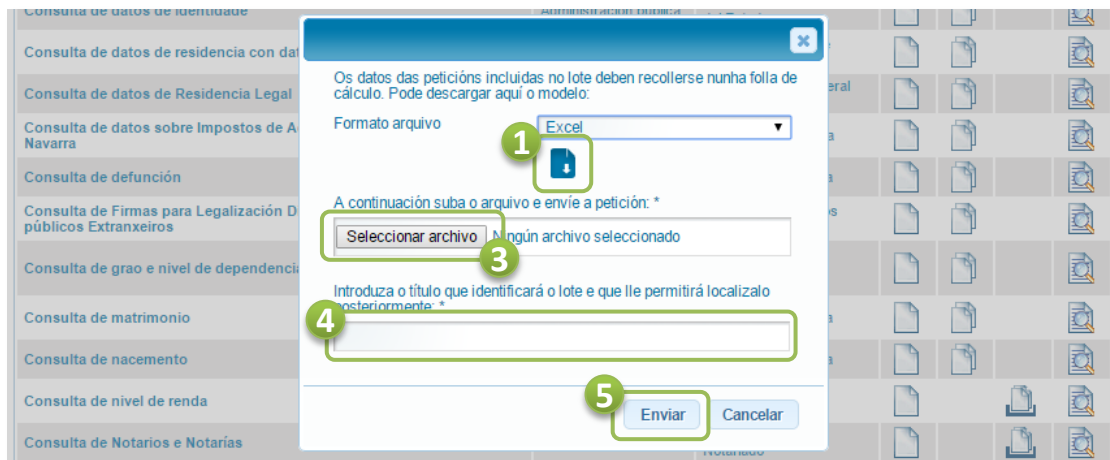 Consulta de datos de identidade
Administración pública
Consulta de datos de residencia con dat
Consulta de datos de Residencia Legal
eral
Consulta de datos sobre Impostos de A
Navarra
a
Consulta de defunción
a
Consulta de Firmas para Legalización D
públicos Extranxeiros
os
Consulta de grao e nivel de dependencia
Consulta de matrimonio
a
Consulta de nacemento
a
Consulta de nivel de renda
Consulta de Notarios e Notarías
Notariado
Os datos das peticións incluidas no lote deben recollerse nunha folla de
cálculo. Pode descargar aquí o modelo:
Formato arquivo
Excel
1
A continuación suba o arquivo e envíe a petición: *
Seleccionar archivo Ningún archivo seleccionado
3
Introduza o título que identificará o lote e que lle permitirá localizalo
posteriormente: *
4
5
Enviar
Cancelar